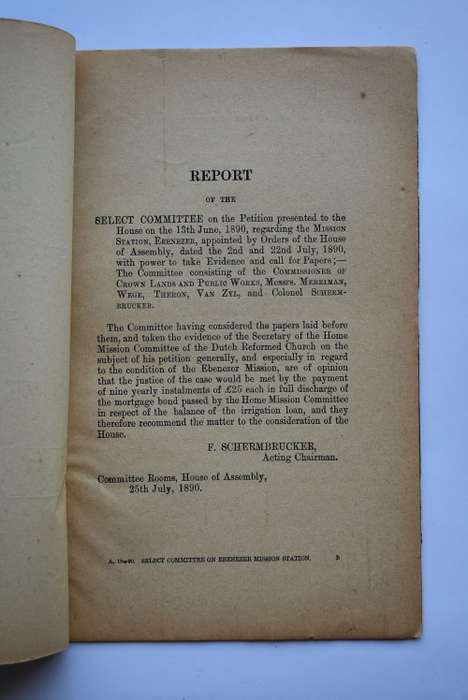 REPORT
OF THE
SELECT COMMITTEE on the Petition presented to the
House on the 13th June, 1890, regarding the MISSION
STATION, EBENEZER, appointed by Orders of the House
of Assembly, dated the 2nd and 22nd July, 1890,
with power to take Evidence and call for Papers;—
The Committee consisting of the COMMISSIONER OF
CROWN LANDS AND PUBLIC WORKS, MOSSRS. MERRIMAN,
WEGE, THERON, VAN ZYL, and Colonel SCHERM-
BRUCKER.
The Committee having considered the papers laid before
them, and taken the evidence of the Secretary of the Home
Mission Committee of the Dutch Reformed Church on the
subject of his petition generally, and especially in regard
to the condition of the Ebenezer Mission, are of opinion
that the justice of the case would be met by the payment
of nine yearly instalments of £25 each in full discharge of
the mortgage bond passed by the Home Mission Committee
in respect of the balance of the irrigation loan, and they
therefore recommend the matter to the consideration of the
House.
F. SCHERMBRUCKER,
Acting Chairman.
Committee Rooms, House of Assembly,
25th July, 1890.
SELECT COMMITTEE ON EBENEZER MISSION STATION.